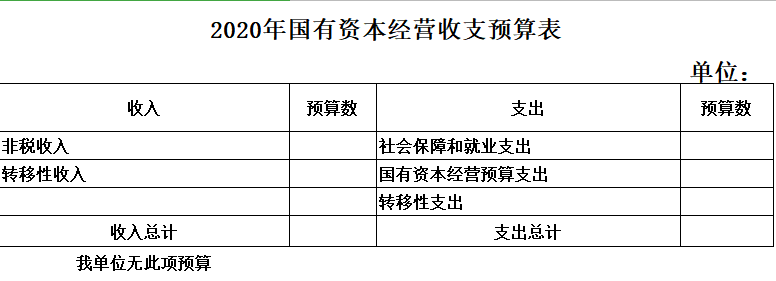 2020年国有资本经营收支预算表
单位：
收入 预算数 支出 预算数
非税收入 社会保障和就业支出
转移性收入 国有资本经营预算支出
转移性支出
收入总计 支出总计
我单位无此项预算